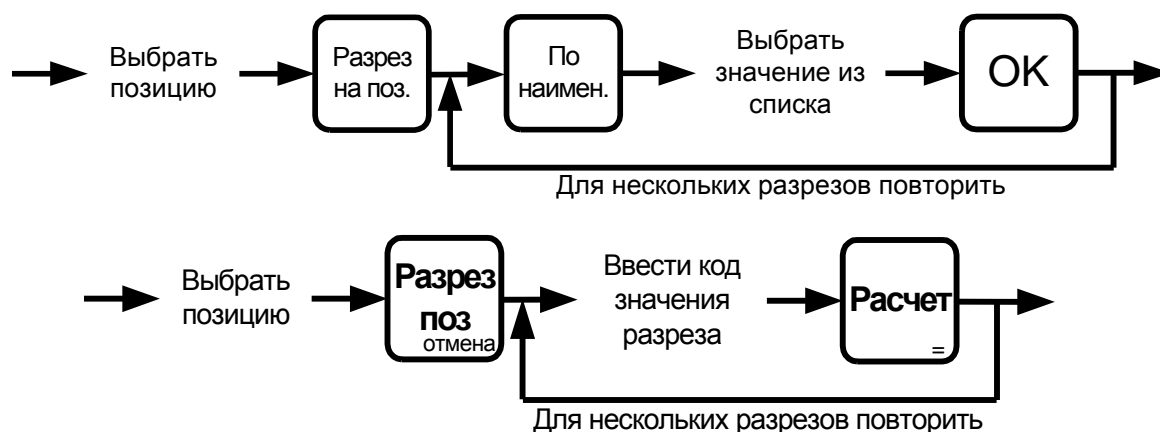 Выбрать
позицию
Разрез
на поз.
По
наимен.
Выбрать
значение из
списка
OK
Для нескольких разрезов повторить
Выбрать
позицию
Разрез
поз
отмена
Ввести код
значения
разреза
Расчет
=
Для нескольких разрезов повторить